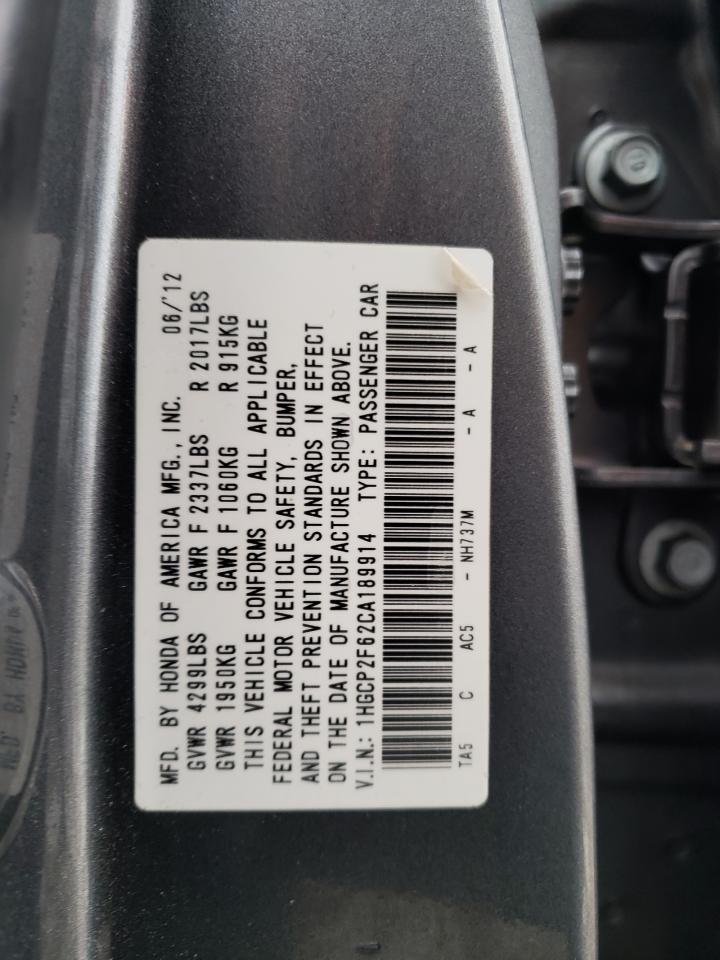 MFD. BY HONDA OF AMERICA MFG., INC. 06/'12
GVWR 4299LBS GAWR F 2337LBS R 2017LBS
GVWR 1950KG GAWR F 1060KG R 915KG
THIS VEHICLE CONFORMS TO ALL APPLICABLE
FEDERAL MOTOR VEHICLE SAFETY, BUMPER,
AND THEFT PREVENTION STANDARDS IN EFFECT
ON THE DATE OF MANUFACTURE SHOWN ABOVE.
V.I.N.: 1HGCP2F62CA189914 TYPE: PASSENGER CAR
TA5 C AC5 - NH737M - A - A